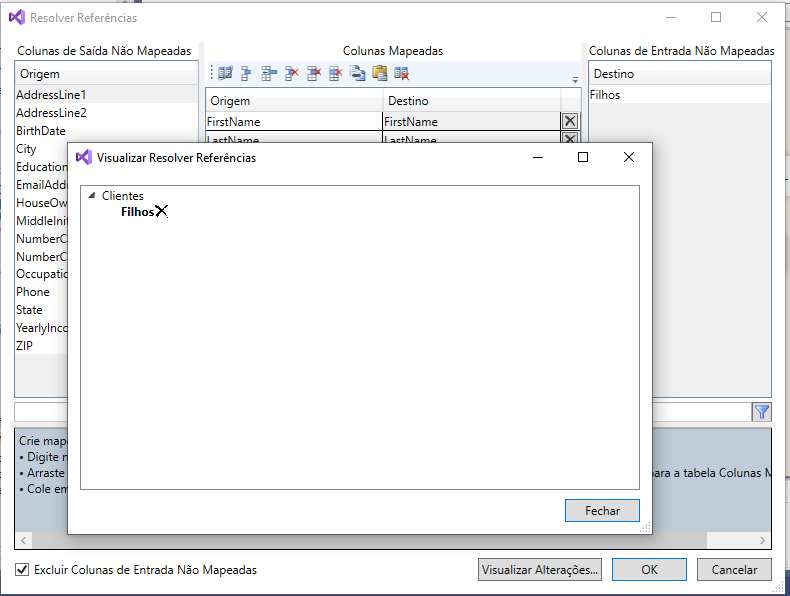 Resolver Referências
Colunas de Saída Não Mapeadas
Colunas Mapeadas
Colunas de Entrada Não Mapeadas
Origem
AddressLine1
AddressLine2
BirthDate
City
Education
EmailAddr
HouseOw
MiddleIni
NumberC
NumberC
Occupatio
Phone
State
YearlyInco
ZIP
Origem Destino
FirstName FirstName
LastName LastName
Destino
Filhos
Visualizar Resolver Referências
Clientes
Filhos
Fechar
Crie map
• Digite n
• Arraste ara a tabela Colunas M
• Cole em
Excluir Colunas de Entrada Não Mapeadas
Visualizar Alterações...
OK
Cancelar